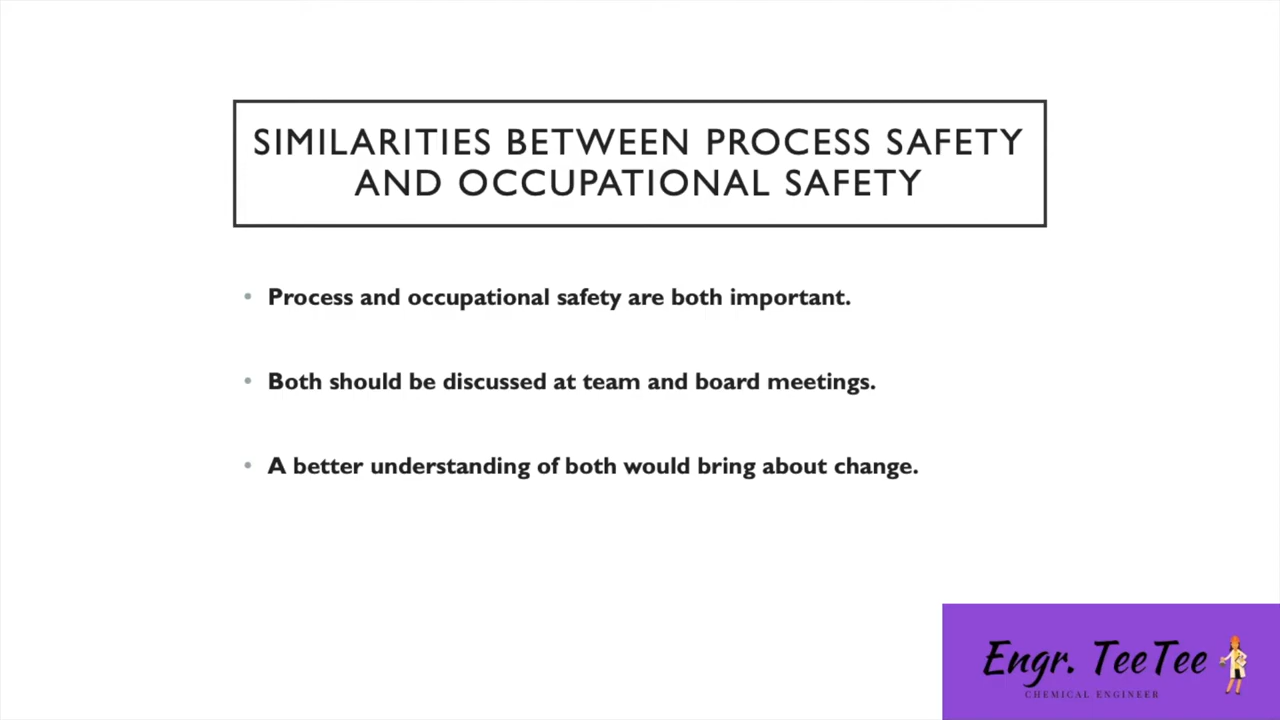 SIMILARITIES BETWEEN PROCESS SAFETY
AND OCCUPATIONAL SAFETY
• Process and occupational safety are both important.
• Both should be discussed at team and board meetings.
• A better understanding of both would bring about change.
Engr. TeeTee
CHEMICAL ENGINEER